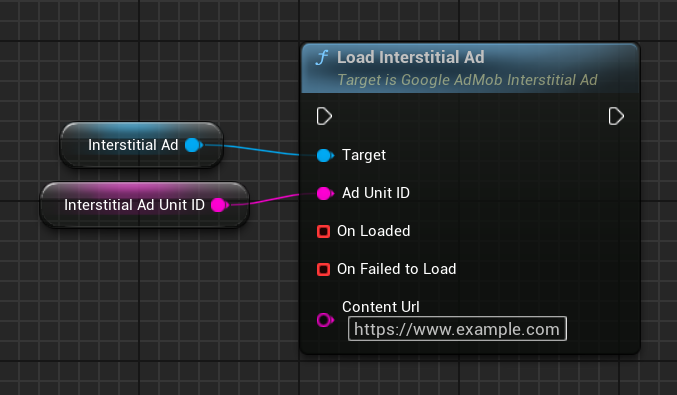 f Load Interstitial Ad
Target is Google AdMob Interstitial Ad
Interstitial Ad
Target
Interstitial Ad Unit ID
Ad Unit ID
On Loaded
On Failed to Load
Content Url
https://www.example.com